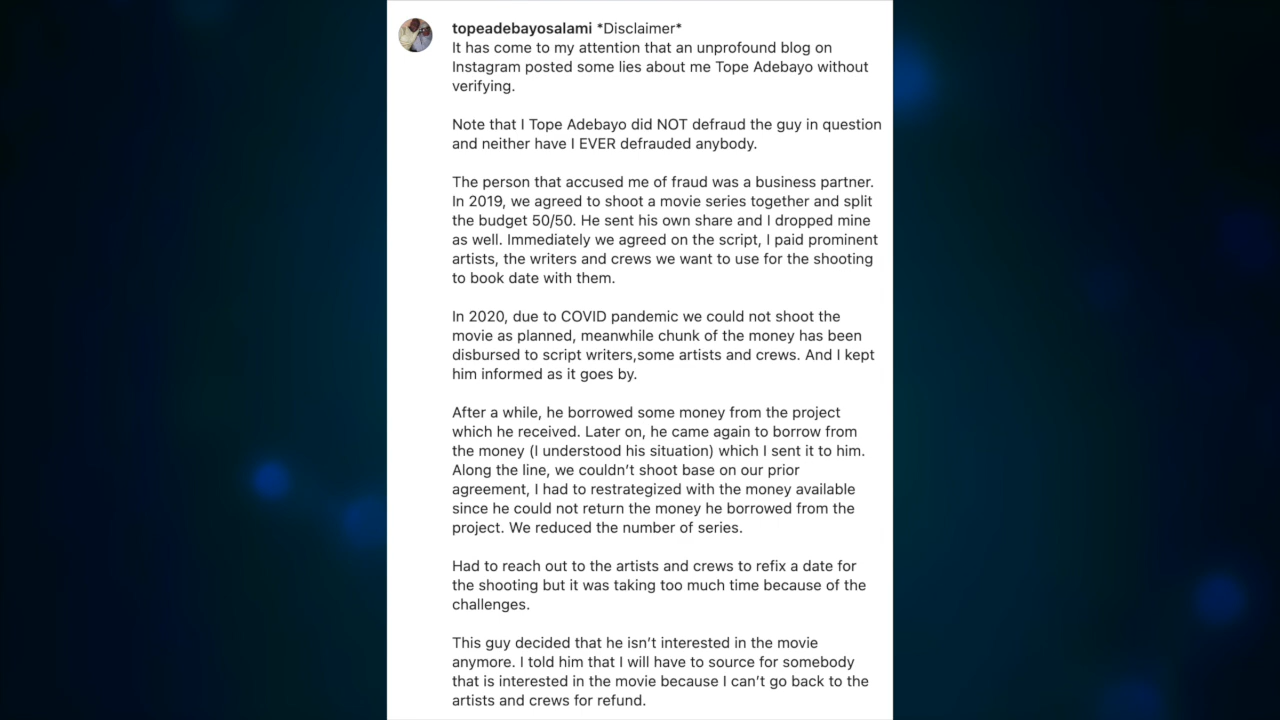 topeadebayosalami *Disclaimer*
It has come to my attention that an unprofound blog on
Instagram posted some lies about me Tope Adebayo without
verifying.
Note that I Tope Adebayo did NOT defraud the guy in question
and neither have I EVER defrauded anybody.
The person that accused me of fraud was a business partner.
In 2019, we agreed to shoot a movie series together and split
the budget 50/50. He sent his own share and I dropped mine
as well. Immediately we agreed on the script, I paid prominent
artists, the writers and crews we want to use for the shooting
to book date with them.
In 2020, due to COVID pandemic we could not shoot the
movie as planned, meanwhile chunk of the money has been
disbursed to script writers,some artists and crews. And I kept
him informed as it goes by.
After a while, he borrowed some money from the project
which he received. Later on, he came again to borrow from
the money (I understood his situation) which I sent it to him.
Along the line, we couldn't shoot base on our prior
agreement, I had to restrategized with the money available
since he could not return the money he borrowed from the
project. We reduced the number of series.
Had to reach out to the artists and crews to refix a date for
the shooting but it was taking too much time because of the
challenges.
This guy decided that he isn't interested in the movie
anymore. I told him that I will have to source for somebody
that is interested in the movie because I can't go back to the
artists and crews for refund.